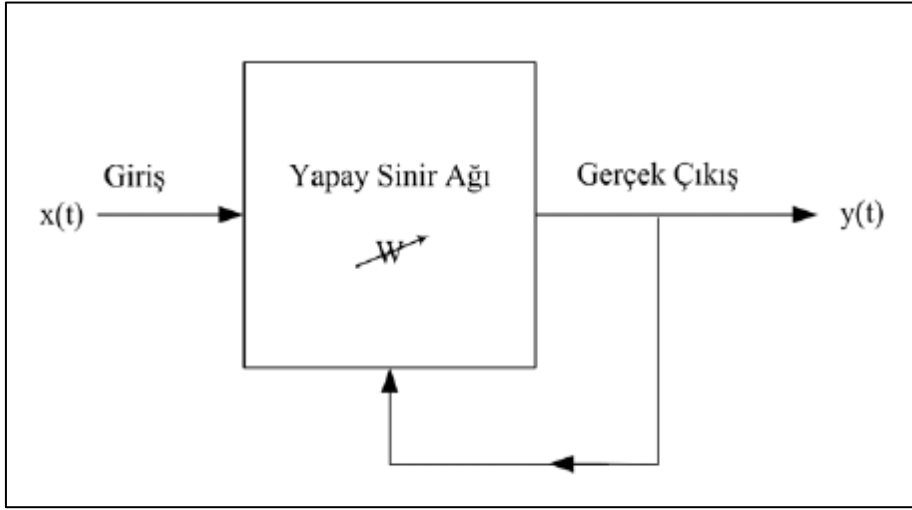 Giriş
x(t)
Yapay Sinir Ağı
W
Gerçek Çıkış
y(t)